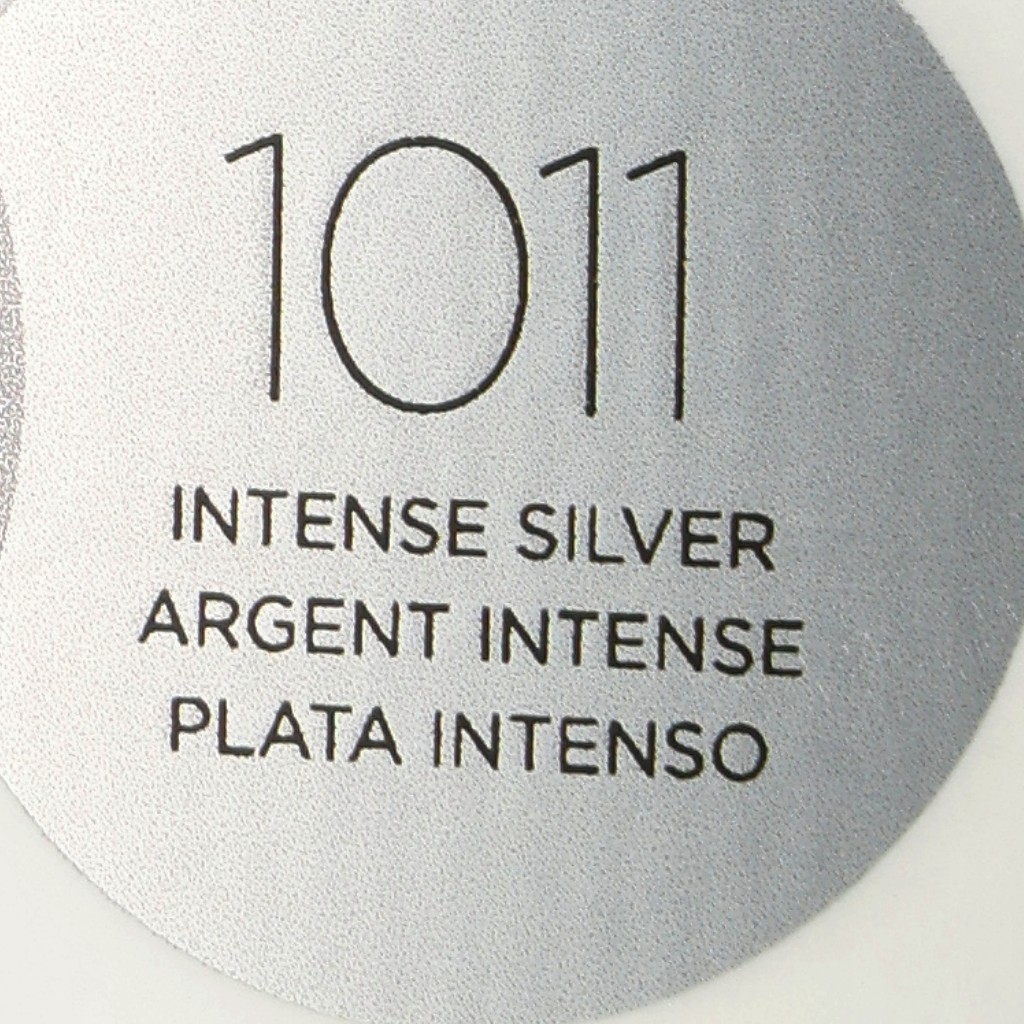 1011
INTENSE SILVER
ARGENT INTENSE
PLATA INTENSO